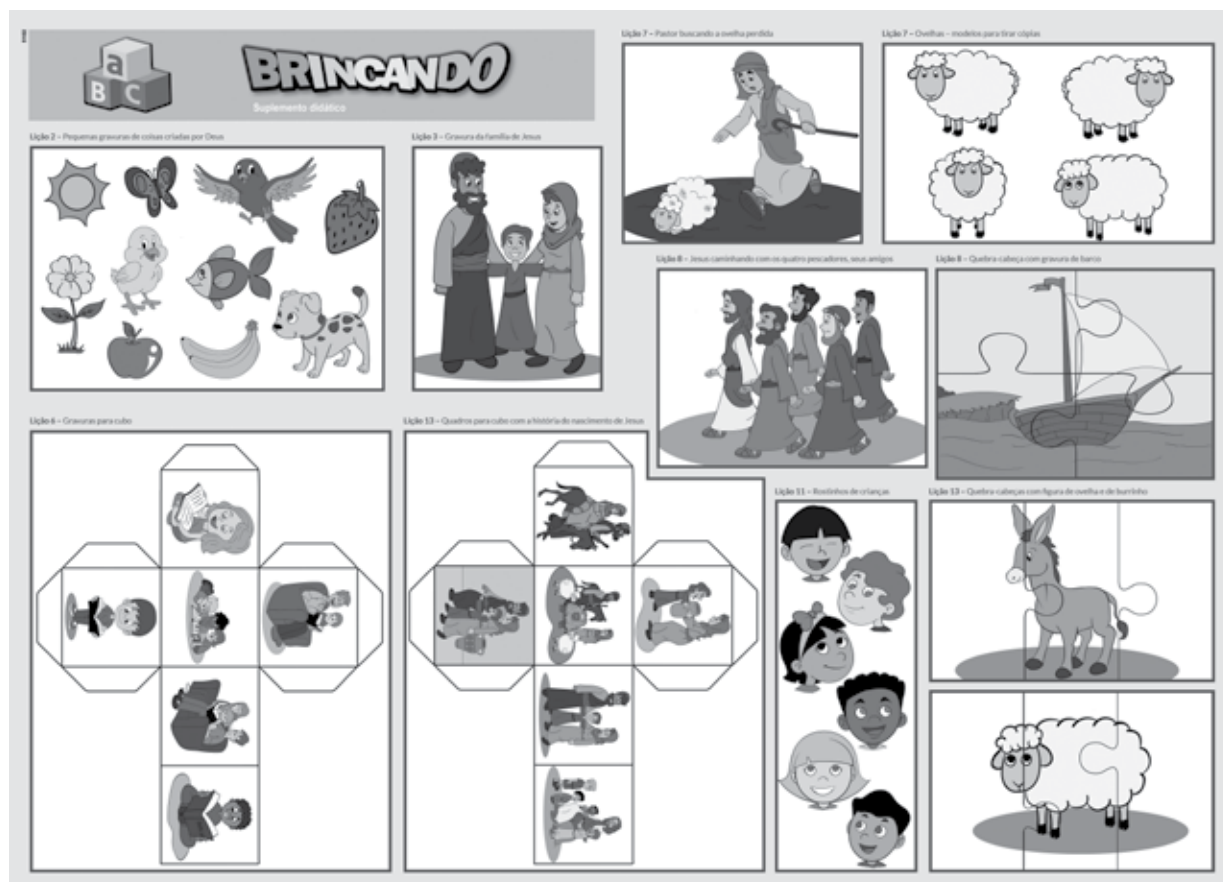 a
B C
BRINCANDO
Suplemento didático
Lição 2 – Pequenas gravuras de coisas criadas por Deus
Lição 3 – Gravura da família de Jesus
Lição 7 – Pastor buscando a ovelha perdida
Lição 7 – Ovelhas – modelos para tirar cópias
Lição 8 – Jesus caminhando com os quatro pescadores, seus amigos
Lição 8 – Quebra-cabeça com gravura de barco
Lição 6 – Gravuras para cubo
Lição 12 – Quadros para cubo com a história do nascimento de Jesus
Lição 11 – Rostinhos de crianças
Lição 13 – Quebra-cabeças com figura de ovelha e de burrinho